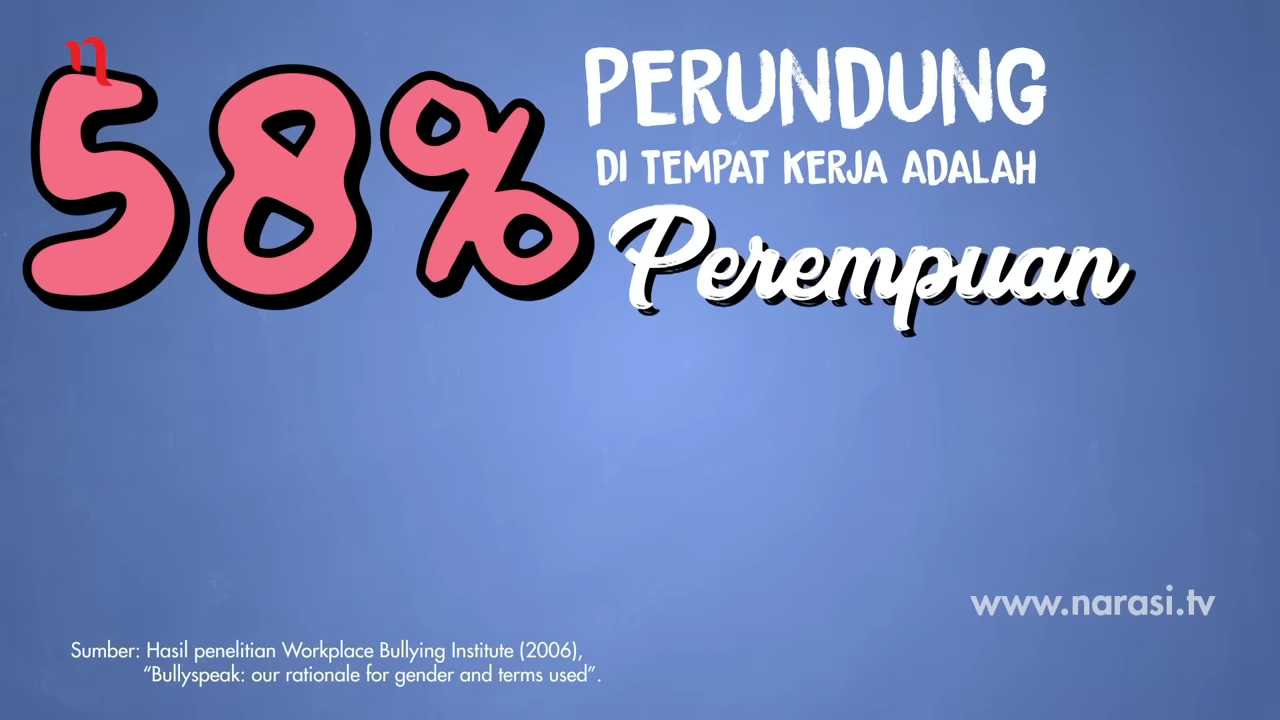 58%
PERUNDUNG
DI TEMPAT KERJA ADALAH
Perempuan
www.narasi.tv
Sumber: Hasil penelitian Workplace Bullying Institute (2006),
“Bullyspeak: our rationale for gender and terms used”.